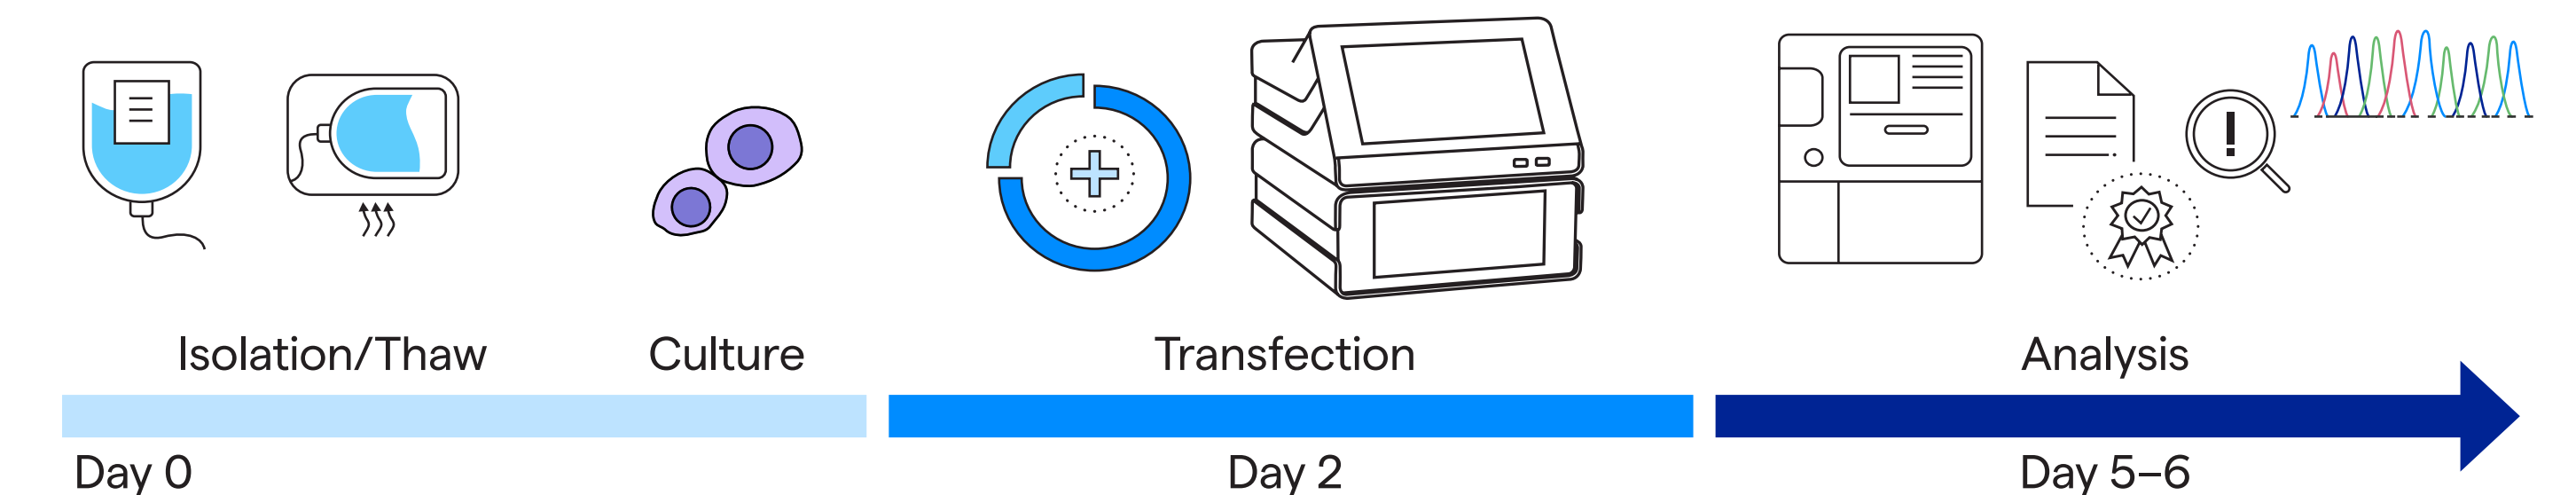 Isolation/Thaw
Culture
Transfection
Analysis
Day 0
Day 2
Day 5–6